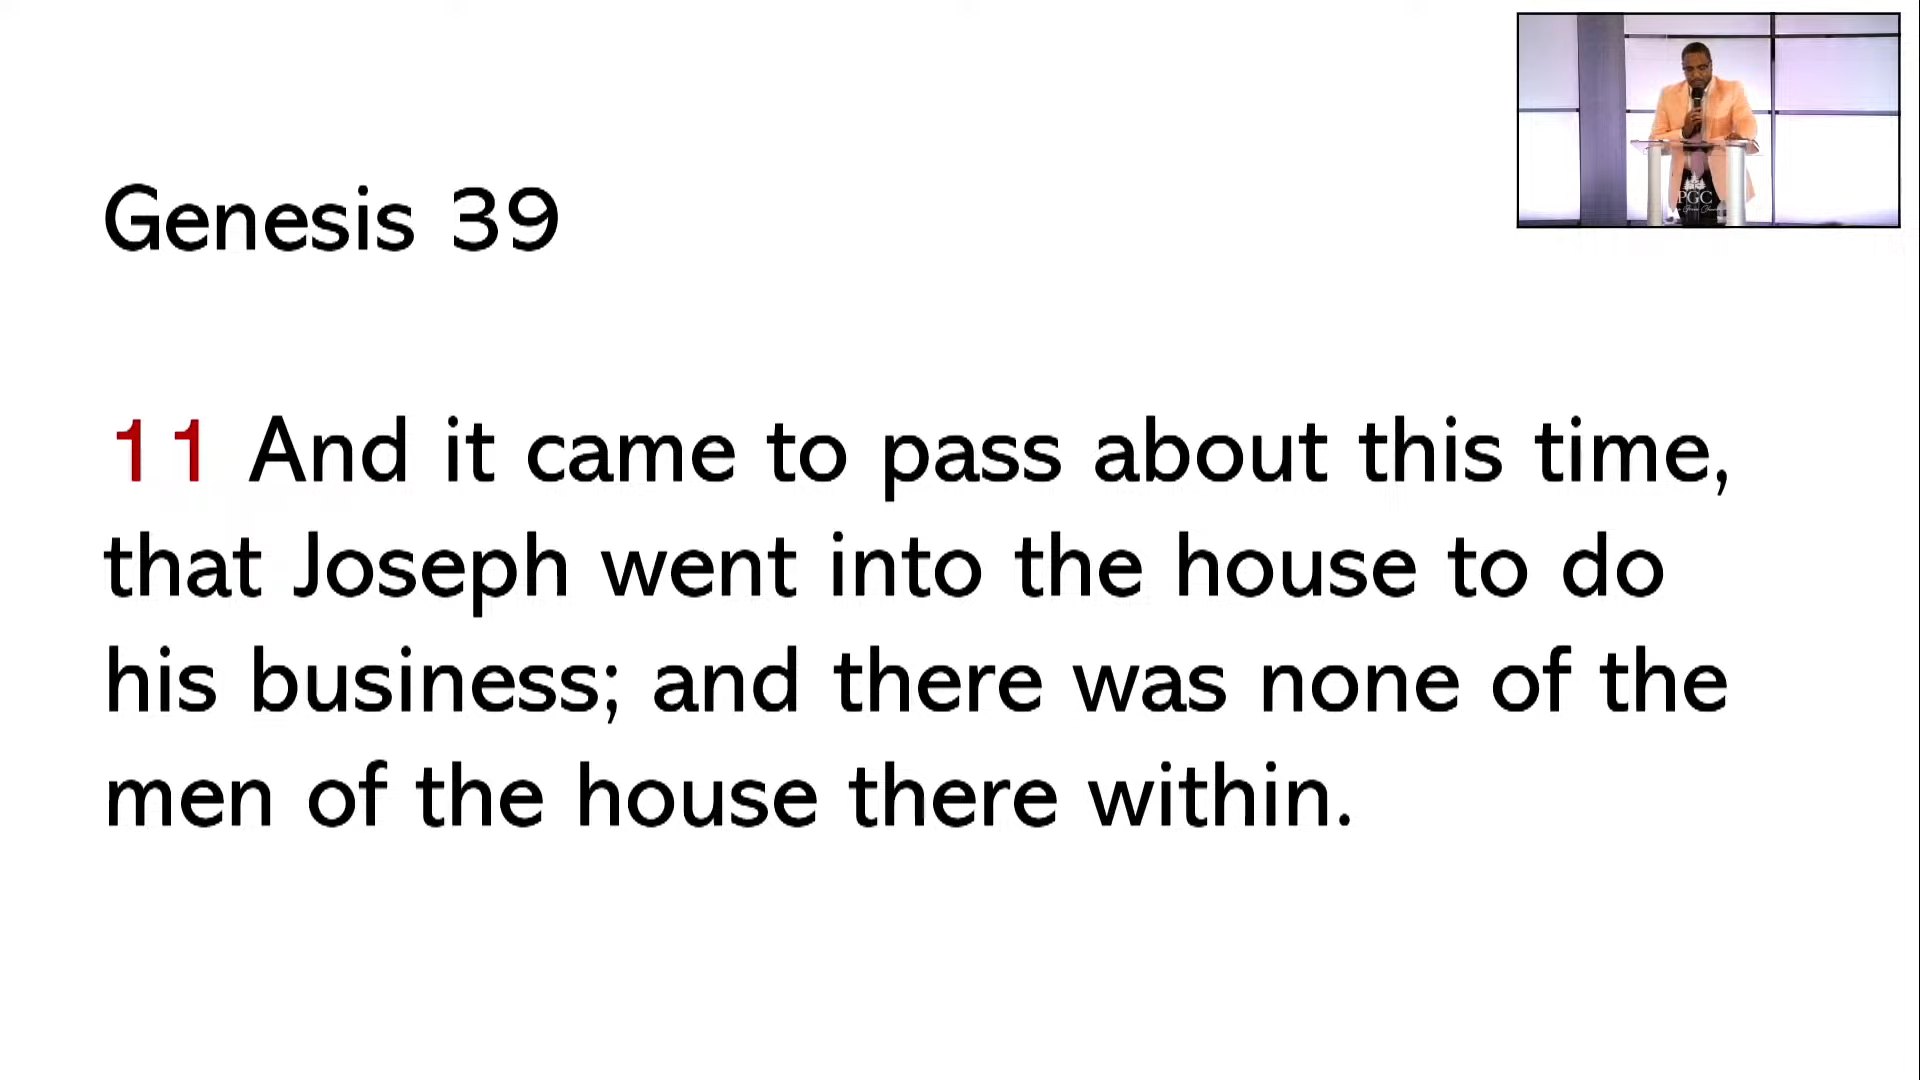 Genesis 39
11 And it came to pass about this time,
that Joseph went into the house to do
his business; and there was none of the
men of the house there within.
PGC